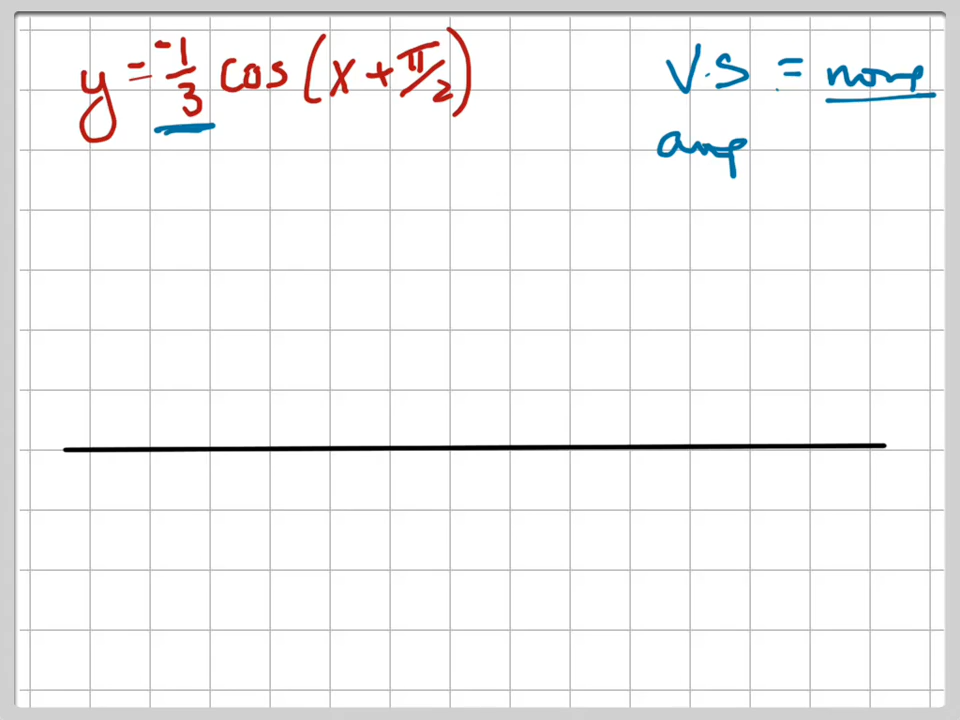 y = -1/3 cos(x + π/2)
V.S = none
amp